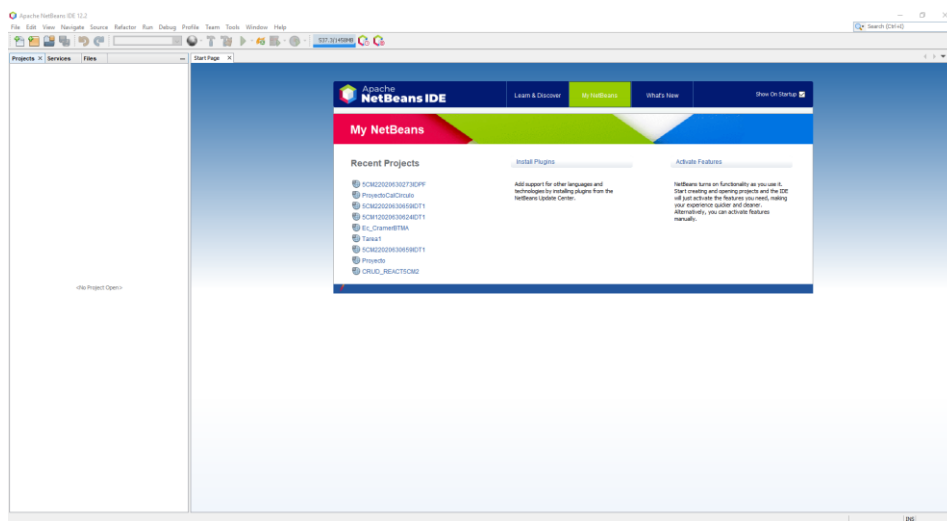 Apache NetBeans IDE 12.2
File Edit View Navigate Source Refactor Run Debug Profile Team Tools Window Help
Search (Ctrl+I)
Projects Services Files
Start Page
Apache
NetBeans IDE
Learn & Discover
My NetBeans
What's New
Show On Startup
My NetBeans
Recent Projects
5CM22020630273IDPF
ProyectoCalCirculo
5CM22020630659IDT1
5CM12020630624IDT1
Ec_CramerBTMA
Tarea1
5CM22020630659IDT1
Proyecto
CRUD_REACT5CM2
Install Plugins
Add support for other languages and
technologies by installing plugins from the
NetBeans Update Center.
Activate Features
NetBeans turns on functionality as you use it.
Start creating and opening projects and the IDE
will just activate the features you need, making
your experience quicker and cleaner.
Alternatively, you can activate features
manually.
<No Project Open>
INS